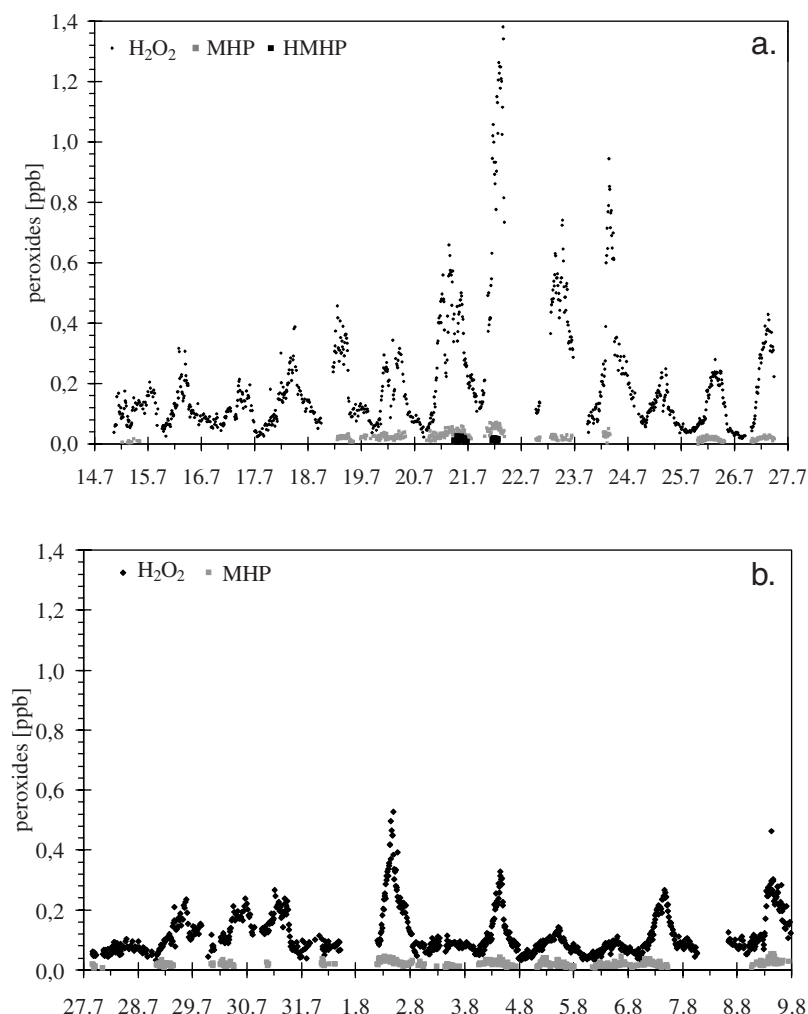 a.
H₂O₂ MHP HMHP
peroxides [ppb]
1,4
1,2
1,0
0,8
0,6
0,4
0,2
0,0
14.7 15.7 16.7 17.7 18.7 19.7 20.7 21.7 22.7 23.7 24.7 25.7 26.7 27.7
b.
H₂O₂ MHP
peroxides [ppb]
1,4
1,2
1,0
0,8
0,6
0,4
0,2
0,0
27.7 28.7 29.7 30.7 31.7 1.8 2.8 3.8 4.8 5.8 6.8 7.8 8.8 9.8